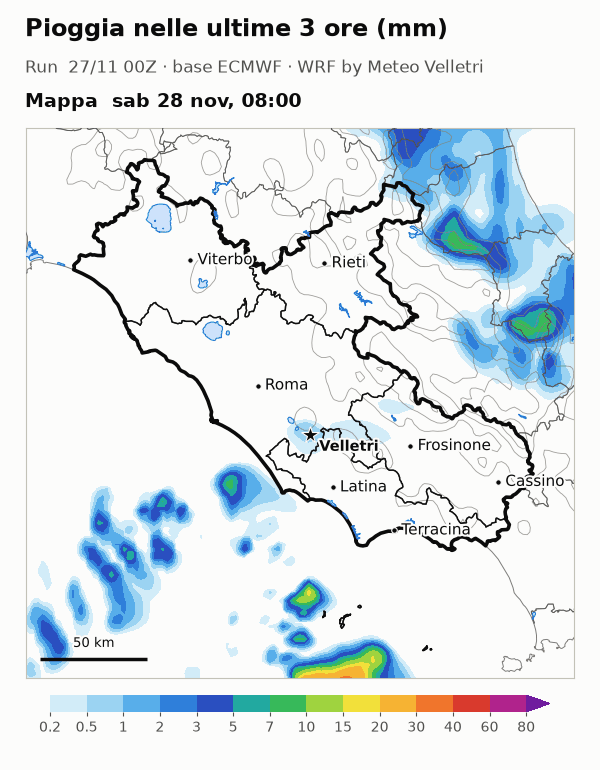 Pioggia nelle ultime 3 ore (mm)
Run  27/11 00Z · base ECMWF · WRF by Meteo Velletri
Mappa  sab 28 nov, 08:00
Viterbo
Rieti
Roma
Velletri
Frosinone
Latina
Cassino
Terracina
50 km
0.2 0.5 1 2 3 5 7 10 15 20 30 40 60 80